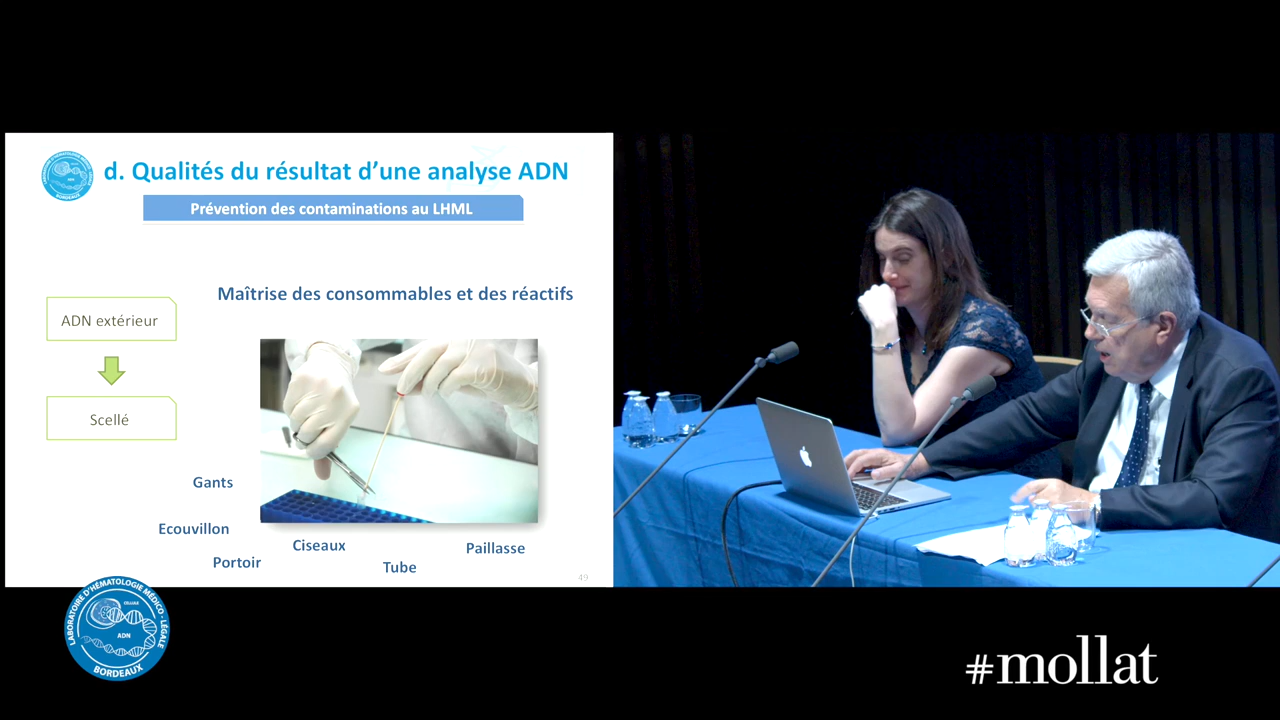 d. Qualités du résultat d’une analyse ADN
Prévention des contaminations au LHML
Maîtrise des consommables et des réactifs
ADN extérieur
Scellé
Gants
Ecouvillon
Ciseaux
Paillasse
Portoir
Tube
49
LABORATOIRE D'HÉMATOLOGIE MÉDICO-LÉGALE
CELLULE
ADN
BORDEAUX
#mollat